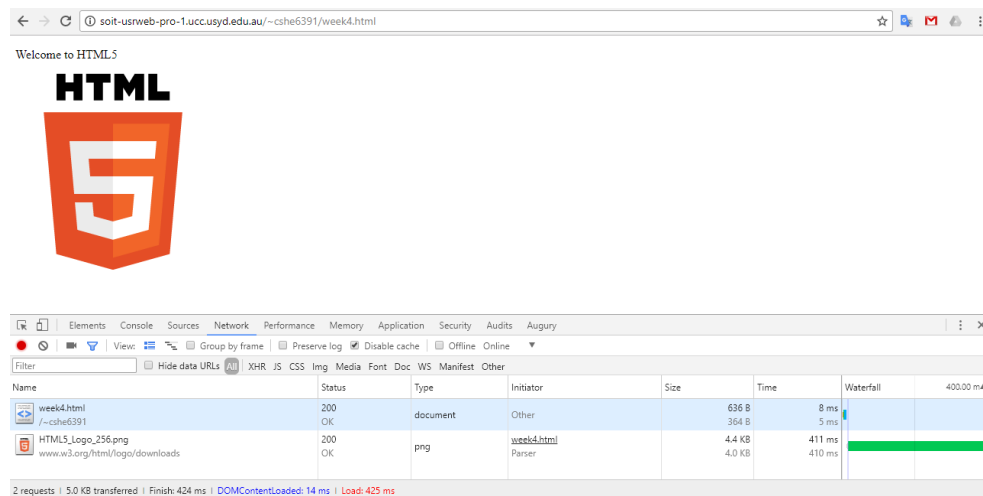 soit-usrweb-pro-1.ucc.usyd.edu.au/~cshe6391/week4.html
Welcome to HTML5
HTML
5
Elements Console Sources Network Performance Memory Application Security Audits Augury
View: Group by frame Preserve log Disable cache Offline Online
Filter Hide data URLs All XHR JS CSS Img Media Font Doc WS Manifest Other
Name Status Type Initiator Size Time Waterfall 400.00 ms
week4.html 200 document Other 636 B 8 ms
/~cshe6391 OK 364 B 5 ms
HTML5_Logo_256.png 200 png week4.html 4.4 KB 411 ms
www.w3.org/html/logo/downloads OK Parser 4.0 KB 410 ms
2 requests | 5.0 KB transferred | Finish: 424 ms | DOMContentLoaded: 14 ms | Load: 425 ms